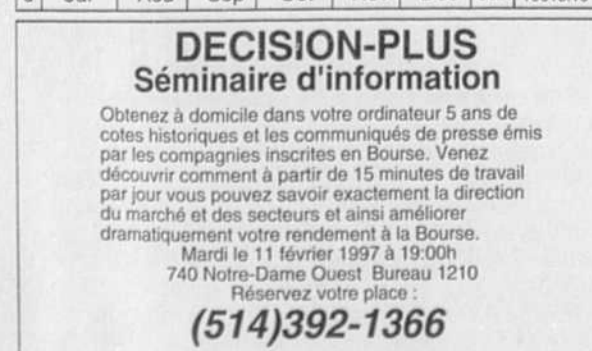 DECISION-PLUS
Séminaire d'information
Obtenez à domicile dans votre ordinateur 5 ans de
cotes historiques et les communiqués de presse émis
par les compagnies inscrites en Bourse. Venez
découvrir comment à partir de 15 minutes de travail
par jour vous pouvez savoir exactement la direction
du marché et des secteurs et ainsi améliorer
dramatiquement votre rendement à la Bourse.
Mardi le 11 février 1997 à 19:00h
740 Notre-Dame Ouest Bureau 1210
Réservez votre place :
(514)392-1366